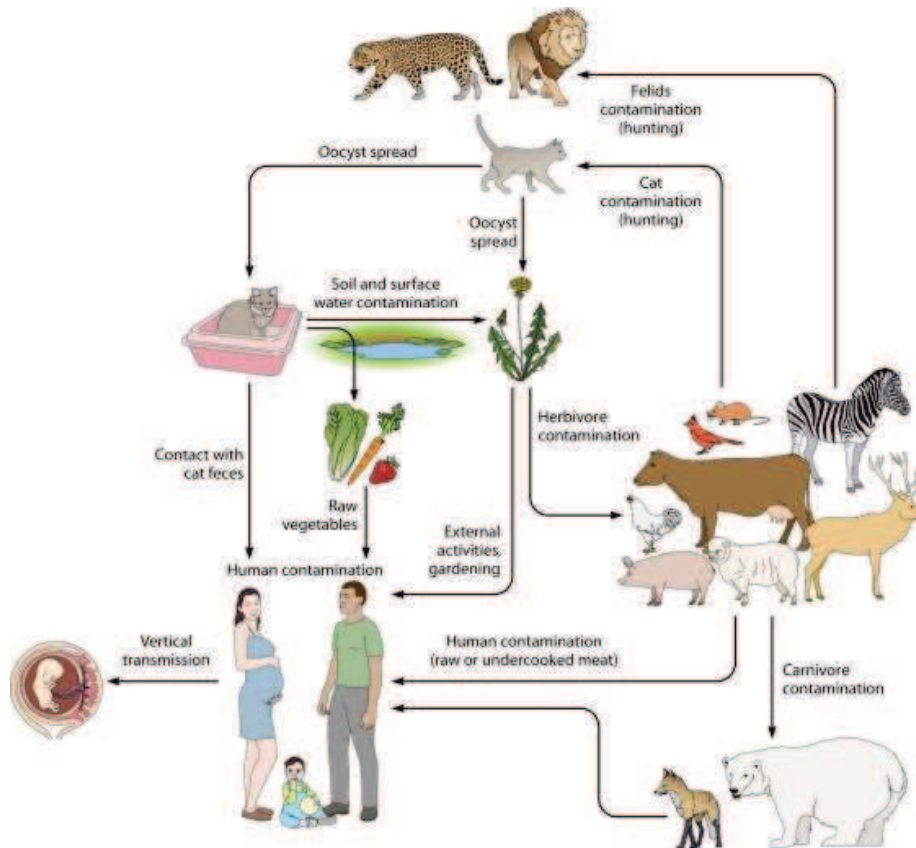 Felids
contamination
(hunting)
Oocyst spread
Cat
contamination
(hunting)
Oocyst
spread
Soil and surface
water contamination
Herbivore
contamination
Contact with
cat feces
Raw
vegetables
External
activities,
gardening
Human contamination
Vertical
transmission
Human contamination
(raw or undercooked meat)
Carnivore
contamination